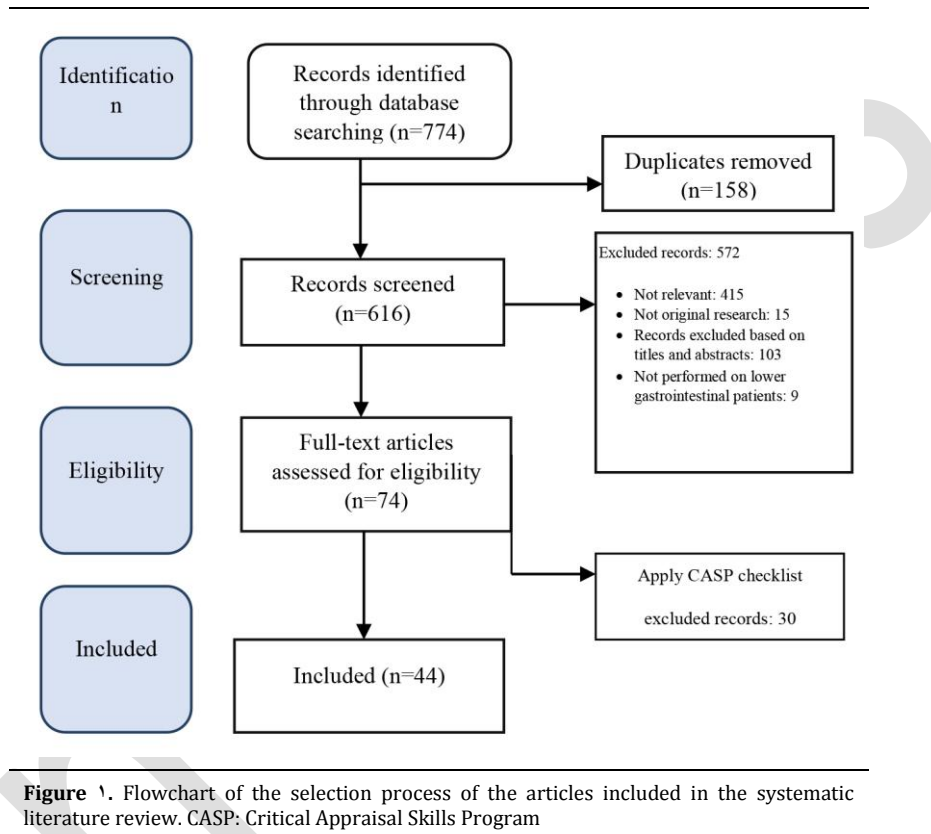 Identificatio
n
Records identified
through database
searching (n=774)
Duplicates removed
(n=158)
Screening
Records screened
(n=616)
Excluded records: 572
• Not relevant: 415
• Not original research: 15
• Records excluded based on
titles and abstracts: 103
• Not performed on lower
gastrointestinal patients: 9
Eligibility
Full-text articles
assessed for eligibility
(n=74)
Apply CASP checklist
excluded records: 30
Included
Included (n=44)
Figure ۱. Flowchart of the selection process of the articles included in the systematic
literature review. CASP: Critical Appraisal Skills Program